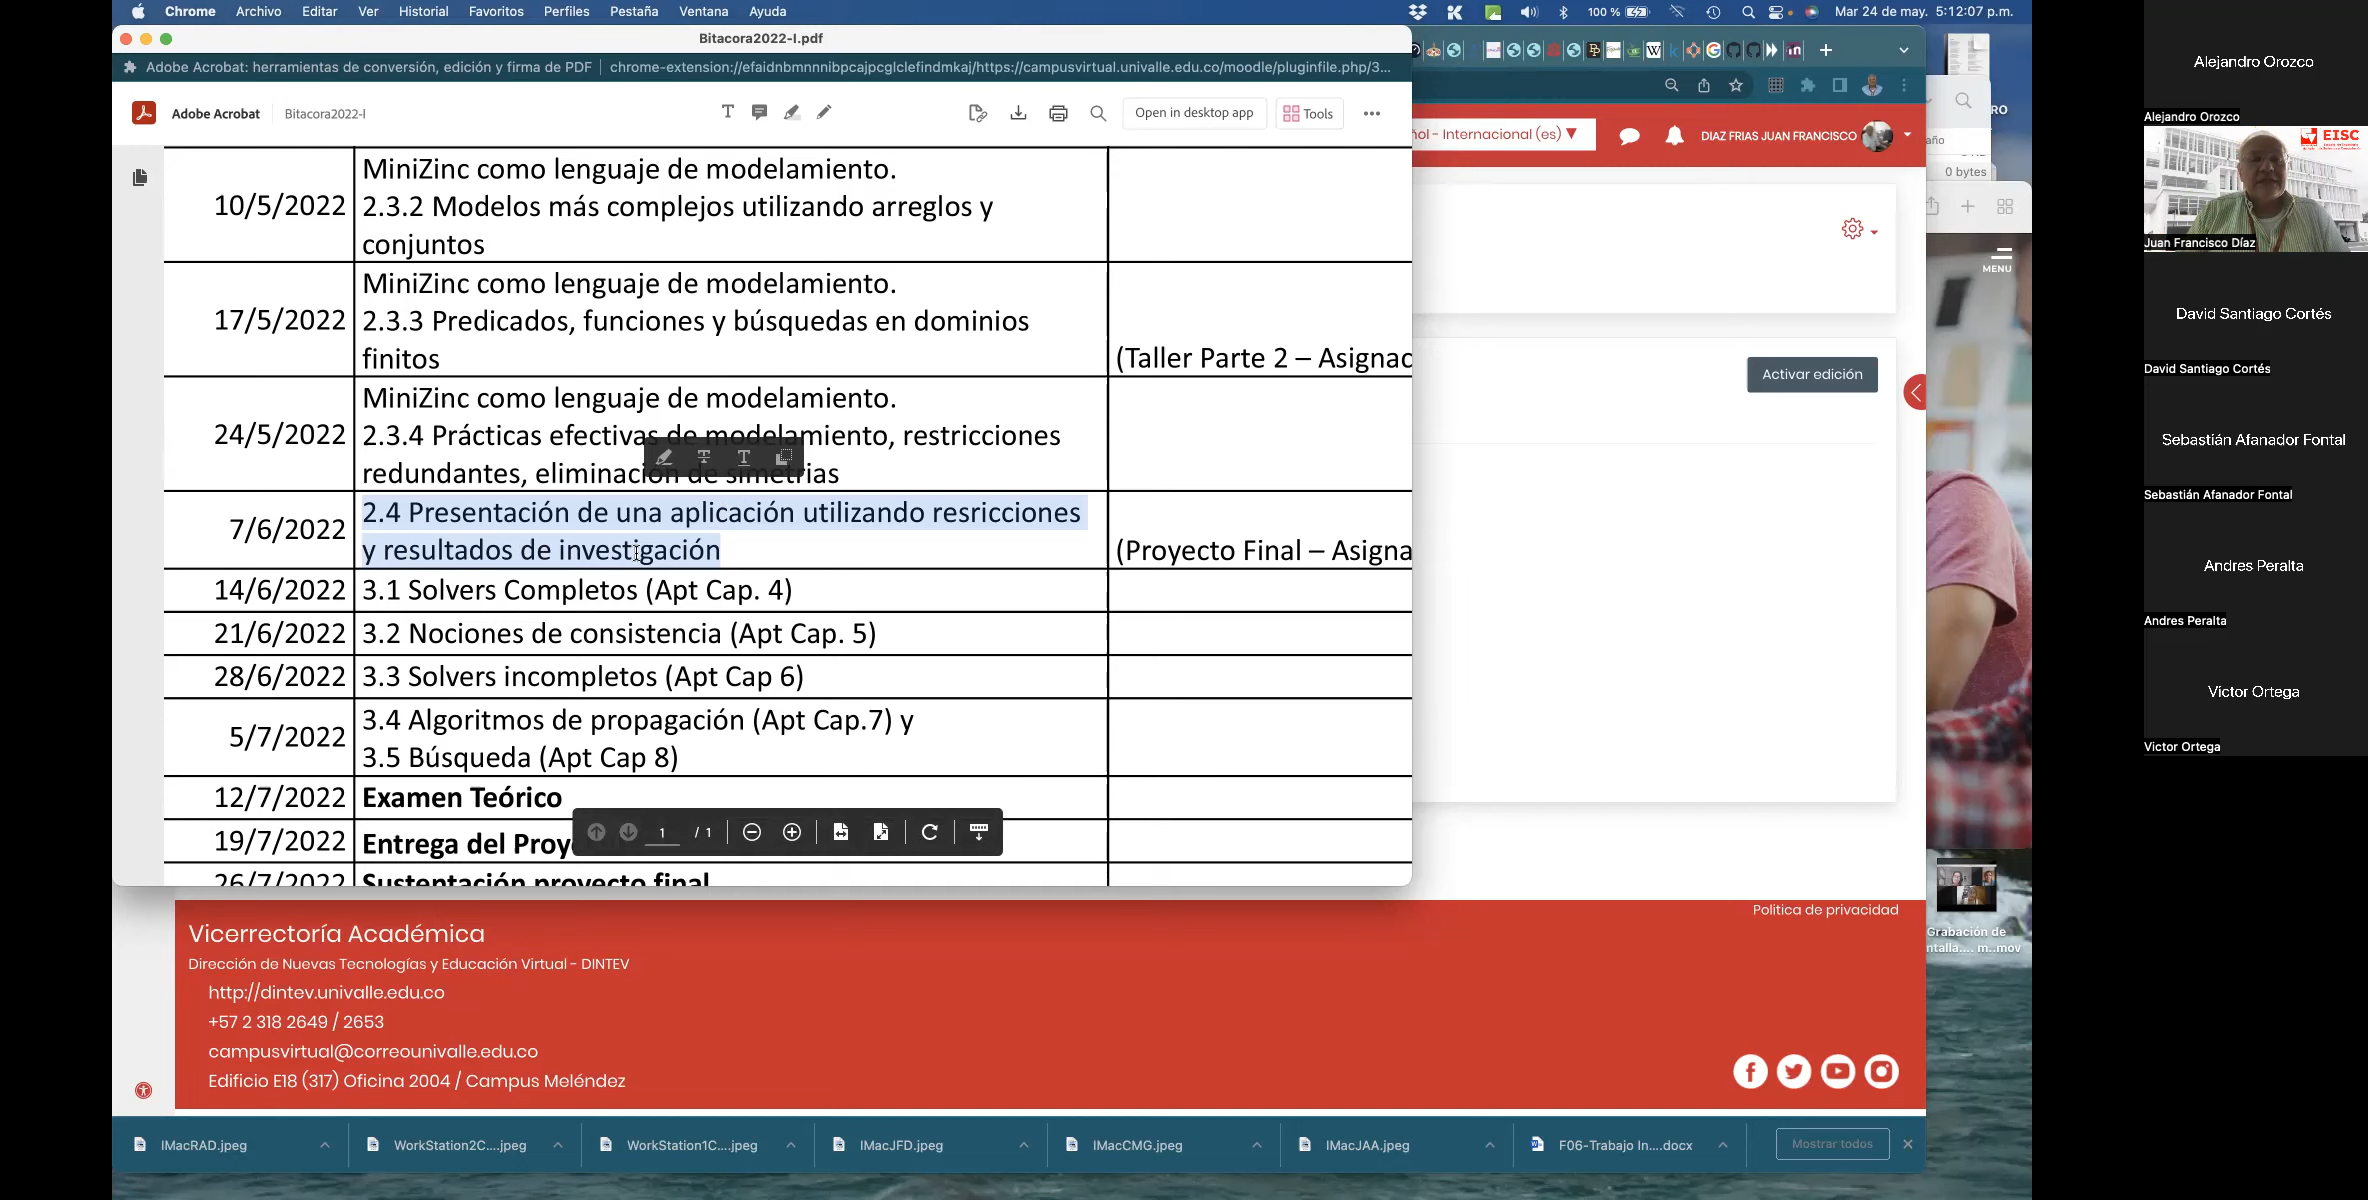 Chrome Archivo Editar Ver Historial Favoritos Perfiles Pestaña Ventana Ayuda
100 % Mar 24 de may. 5:12:07 p.m.
Bitacora2022-I.pdf
Adobe Acrobat: herramientas de conversión, edición y firma de PDF | chrome-extension://efaidnbmnnnibpcajpcglclefindmkaj/https://campusvirtual.univalle.edu.co/moodle/pluginfile.php/3...
Adobe Acrobat Bitacora2022-I
Open in desktop app
Tools
ñol - Internacional (es) ▼
DIAZ FRIAS JUAN FRANCISCO
0 bytes
MENU
Activar edición
10/5/2022
MiniZinc como lenguaje de modelamiento.
2.3.2 Modelos más complejos utilizando arreglos y
conjuntos
17/5/2022
MiniZinc como lenguaje de modelamiento.
2.3.3 Predicados, funciones y búsquedas en dominios
finitos
(Taller Parte 2 – Asignac
24/5/2022
MiniZinc como lenguaje de modelamiento.
2.3.4 Prácticas efectivas de modelamiento, restricciones
redundantes, eliminación de simetrias
7/6/2022
2.4 Presentación de una aplicación utilizando resricciones
y resultados de investigación
(Proyecto Final – Asigna
14/6/2022 3.1 Solvers Completos (Apt Cap. 4)
21/6/2022 3.2 Nociones de consistencia (Apt Cap. 5)
28/6/2022 3.3 Solvers incompletos (Apt Cap 6)
5/7/2022
3.4 Algoritmos de propagación (Apt Cap.7) y
3.5 Búsqueda (Apt Cap 8)
12/7/2022 Examen Teórico
19/7/2022 Entrega del Proy
26/7/2022 Sustentación proyecto final
1 / 1
Politica de privacidad
Vicerrectoría Académica
Dirección de Nuevas Tecnologías y Educación Virtual - DINTEV
http://dintev.univalle.edu.co
+57 2 318 2649 / 2653
campusvirtual@correounivalle.edu.co
Edificio E18 (317) Oficina 2004 / Campus Meléndez
Grabación de
ntalla.... m..mov
IMacRAD.jpeg
WorkStation2C....jpeg
WorkStation1C....jpeg
IMacJFD.jpeg
IMacCMG.jpeg
IMacJAA.jpeg
F06-Trabajo In....docx
Mostrar todos
Alejandro Orozco
Alejandro Orozco
EISC
Juan Francisco Díaz
David Santiago Cortés
David Santiago Cortés
Sebastián Afanador Fontal
Sebastián Afanador Fontal
Andres Peralta
Andres Peralta
Victor Ortega
Victor Ortega